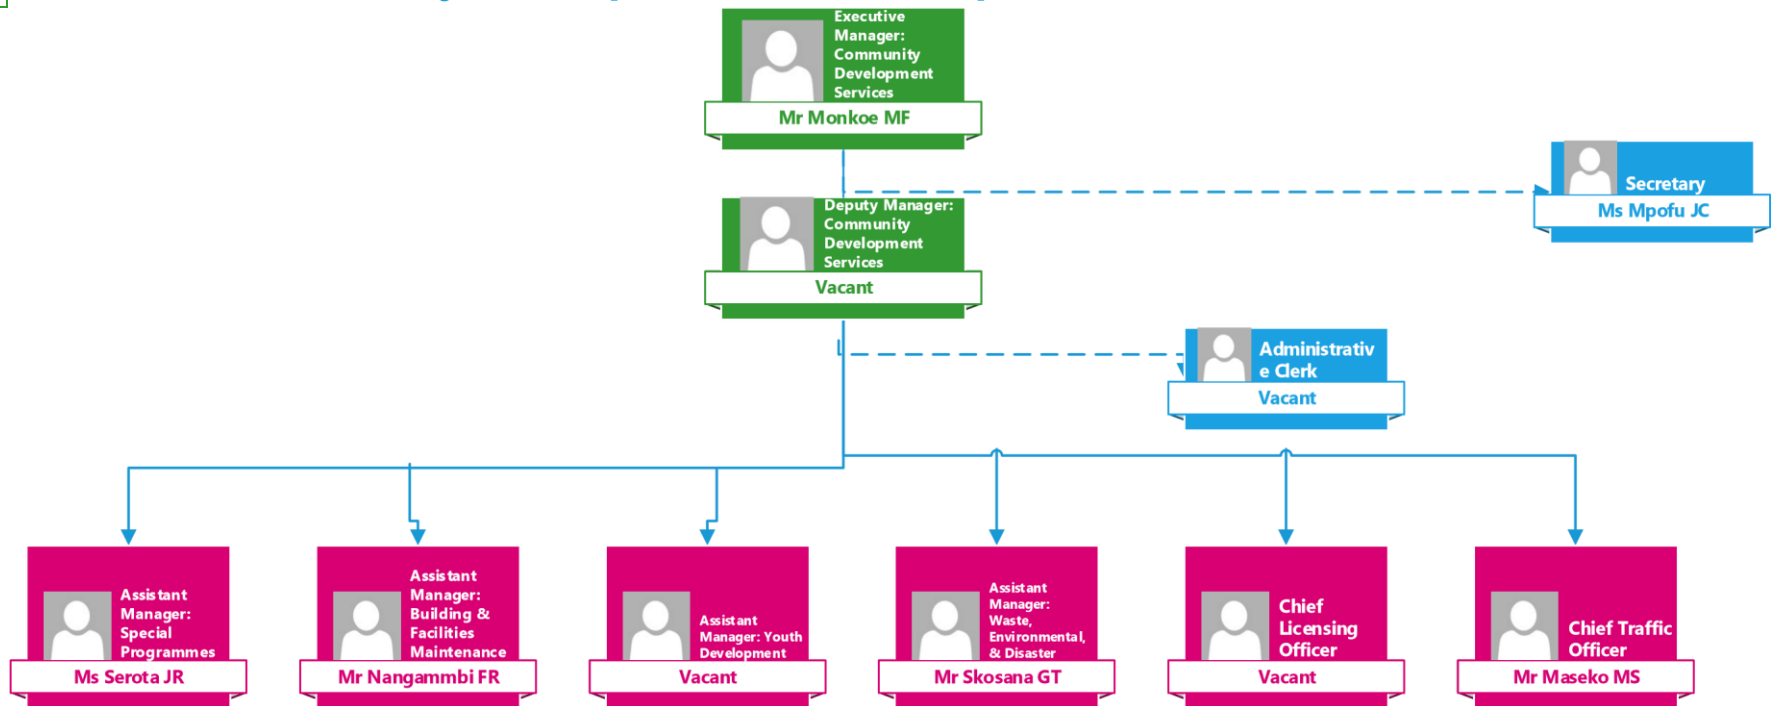 Executive
Manager:
Community
Development
Services
Mr Monkoe MF
Secretary
Ms Mpofu JC
Deputy Manager:
Community
Development
Services
Vacant
Administrativ
e Clerk
Vacant
Assistant
Manager:
Special
Programmes
Ms Serota JR
Assistant
Manager:
Building &
Facilities
Maintenance
Mr Nangammbi FR
Assistant
Manager: Youth
Development
Vacant
Assistant
Manager:
Waste,
Environmental,
& Disaster
Mr Skosana GT
Chief
Licensing
Officer
Vacant
Chief Traffic
Officer
Mr Maseko MS